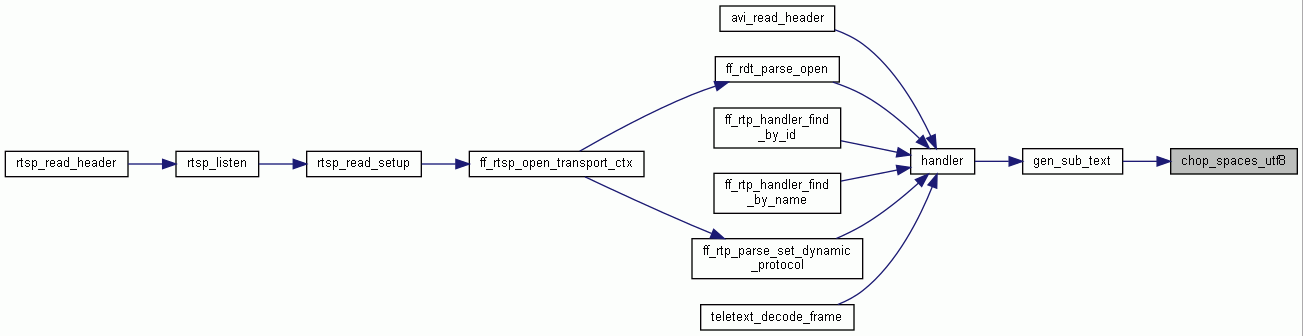 avi_read_header
ff_rdt_parse_open
ff_rtp_handler_find
_by_id
rtsp_read_header
rtsp_listen
rtsp_read_setup
ff_rtsp_open_transport_ctx
handler
gen_sub_text
chop_spaces_utf8
ff_rtp_handler_find
_by_name
ff_rtp_parse_set_dynamic
_protocol
teletext_decode_frame